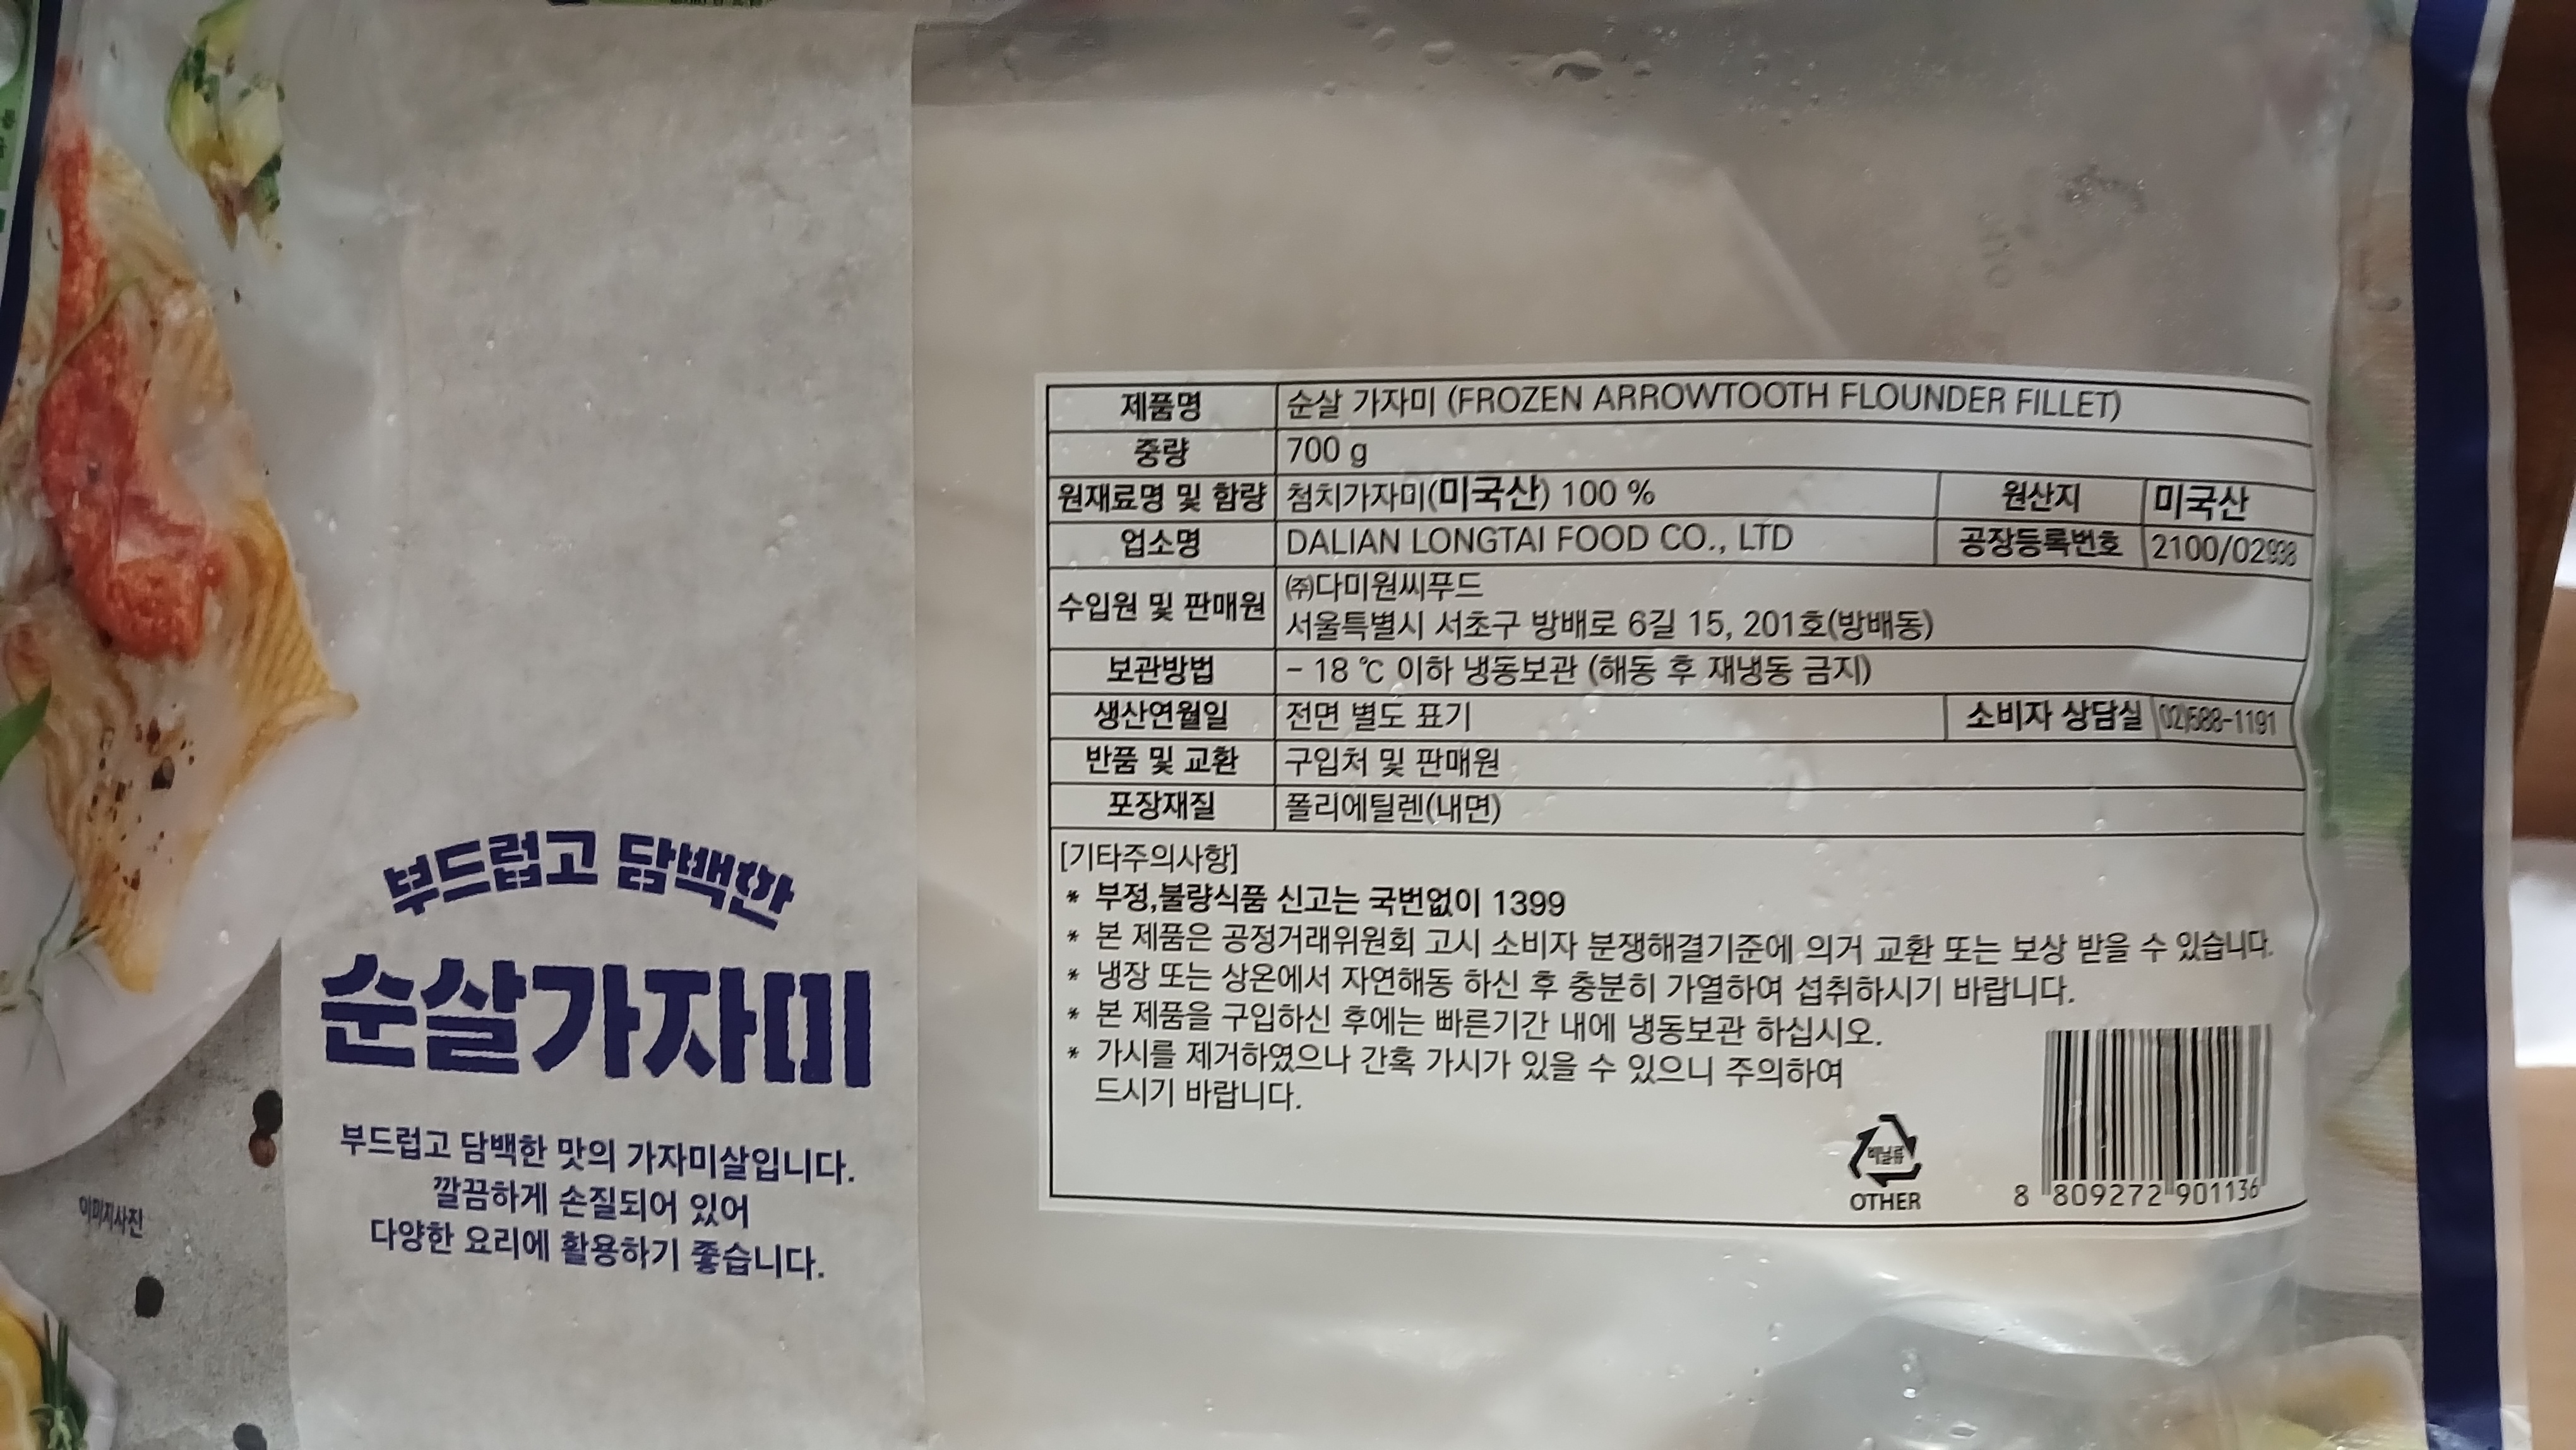 부드럽고 담백한
순살가자미
부드럽고 담백한 맛의 가자미살입니다.
깔끔하게 손질되어 있어
다양한 요리에 활용하기 좋습니다.
이미지사진
제품명 순살 가자미 (FROZEN ARROWTOOTH FLOUNDER FILLET)
중량 700 g
원재료명 및 함량 첨치가자미(미국산) 100 % 원산지 미국산
업소명 DALIAN LONGTAI FOOD CO., LTD 공장등록번호 2100/02938
수입원 및 판매원 ㈜다미원씨푸드
서울특별시 서초구 방배로 6길 15, 201호(방배동)
보관방법 - 18 ℃ 이하 냉동보관 (해동 후 재냉동 금지)
생산연월일 전면 별도 표기 소비자 상담실 02)588-1191
반품 및 교환 구입처 및 판매원
포장재질 폴리에틸렌(내면)
[기타주의사항]
* 부정,불량식품 신고는 국번없이 1399
* 본 제품은 공정거래위원회 고시 소비자 분쟁해결기준에 의거 교환 또는 보상 받을 수 있습니다.
* 냉장 또는 상온에서 자연해동 하신 후 충분히 가열하여 섭취하시기 바랍니다.
* 본 제품을 구입하신 후에는 빠른기간 내에 냉동보관 하십시오.
* 가시를 제거하였으나 간혹 가시가 있을 수 있으니 주의하여
드시기 바랍니다.
비닐류
OTHER
8 809272 901136